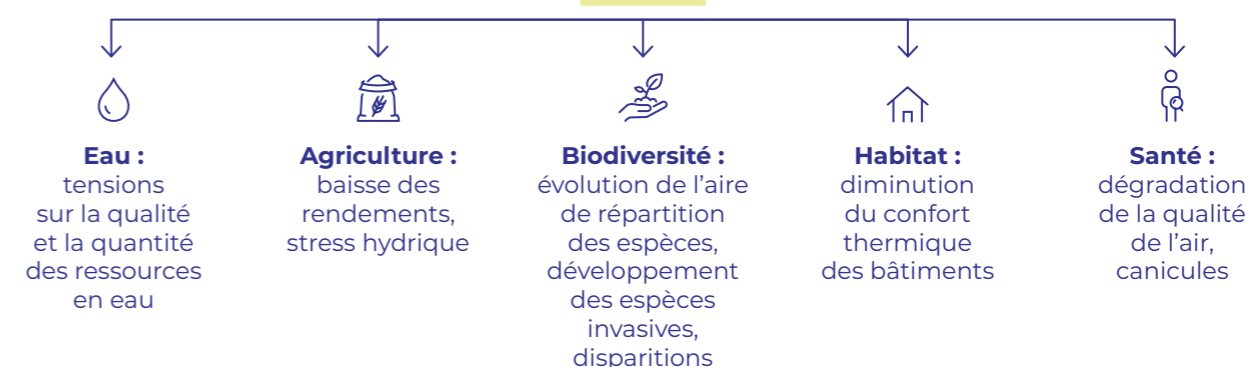 Eau :
tensions
sur la qualité
et la quantité
des ressources
en eau
Agriculture :
baisse des
rendements,
stress hydrique
Biodiversité :
évolution de l'aire
de répartition
des espèces,
développement
des espèces
invasives,
disparitions
Habitat :
diminution
du confort
thermique
des bâtiments
Santé :
dégradation
de la qualité
de l'air,
canicules